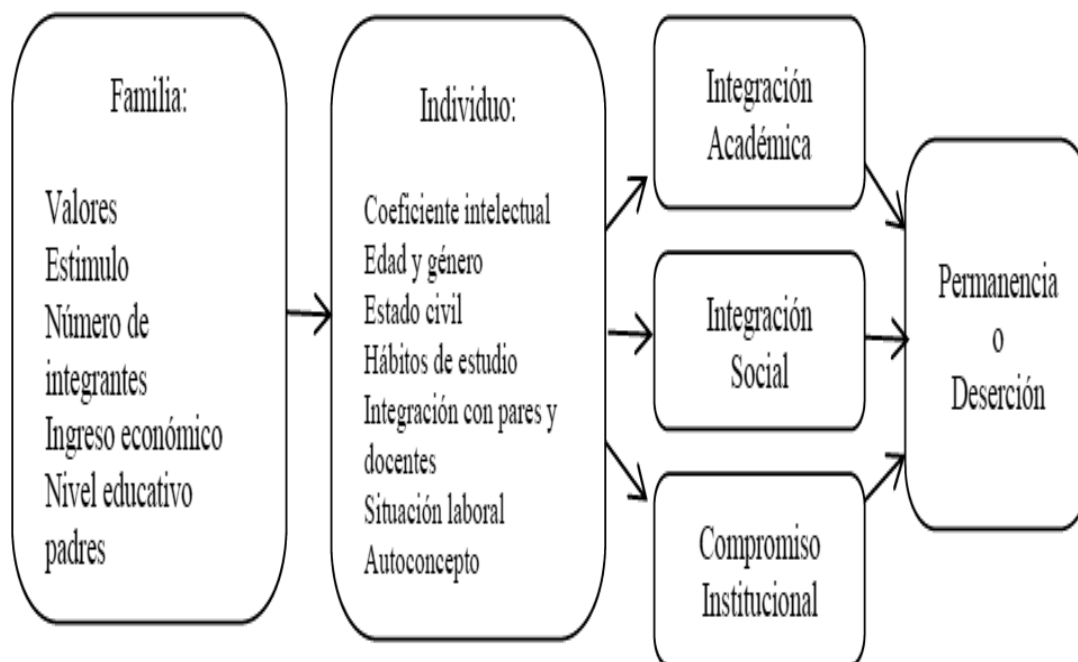 Familia:
Valores
Estimulo
Número de
integrantes
Ingreso económico
Nivel educativo
padres
Individuo:
Coeficiente intelectual
Edad y género
Estado civil
Hábitos de estudio
Integración con pares y
docentes
Situación laboral
Autoconcepto
Integración
Académica
Integración
Social
Compromiso
Institucional
Permanencia
o
Deserción